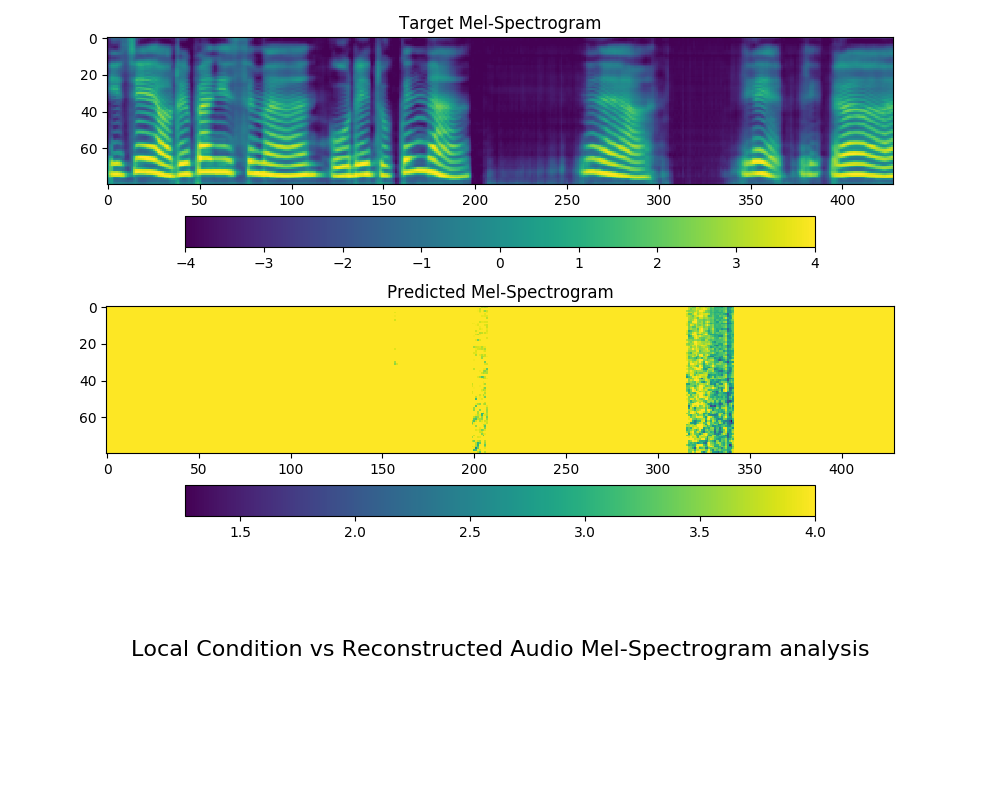 Target Mel-Spectrogram
0
20
40
60
0 50 100 150 200 250 300 350 400
−4 −3 −2 −1 0 1 2 3 4
Predicted Mel-Spectrogram
0
20
40
60
0 50 100 150 200 250 300 350 400
1.5 2.0 2.5 3.0 3.5 4.0
Local Condition vs Reconstructed Audio Mel-Spectrogram analysis